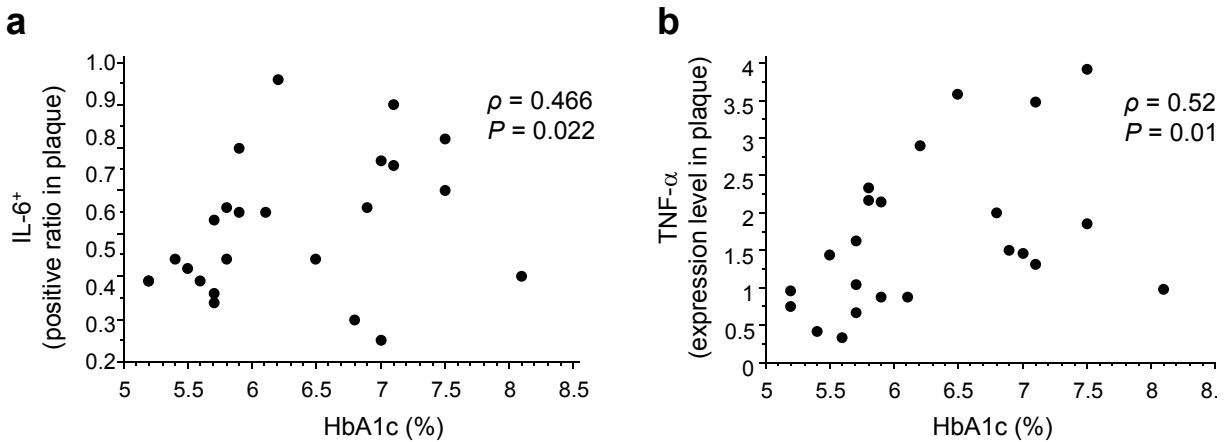 a
IL-6⁺
(positive ratio in plaque)
1.0
0.9
0.8
0.7
0.6
0.5
0.4
0.3
0.2
5 5.5 6 6.5 7 7.5 8 8.5
HbA1c (%)
ρ = 0.466
P = 0.022
b
TNF-α
(expression level in plaque)
4
3.5
3
2.5
2
1.5
1
0.5
0
5 5.5 6 6.5 7 7.5 8 8.
HbA1c (%)
ρ = 0.52
P = 0.01